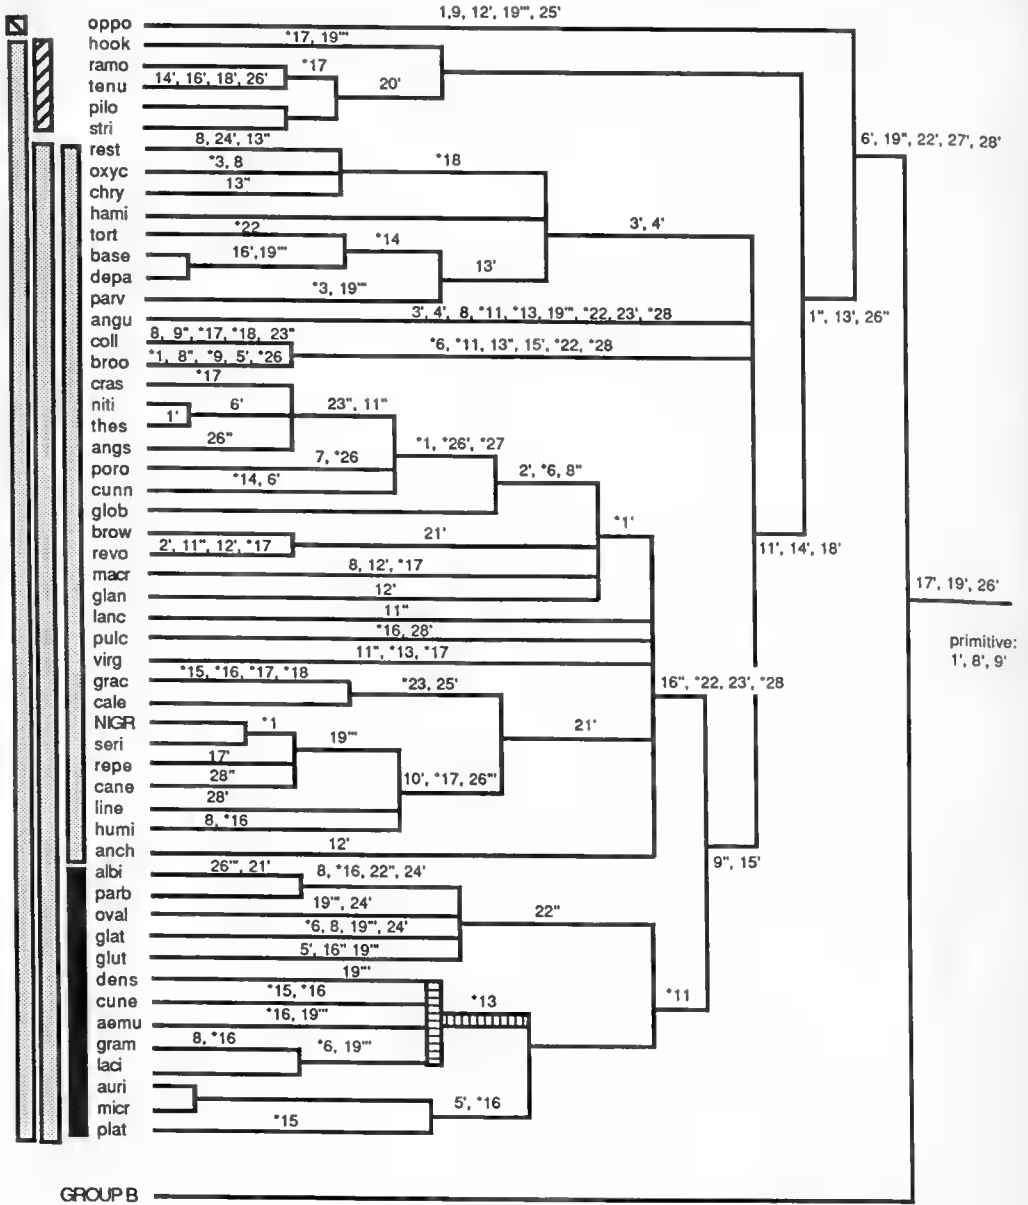 1,9, 12', 19''', 25'
oppo
*17, 19'''
hook
ramo
*17
14', 16', 18', 26'
tenu
20'
pilo
stri
6', 19'', 22', 27', 28'
8, 24', 13''
rest
*3, 8
*18
oxyc
13''
chry
hami
3', 4'
*22
tort
*14
16',19'''
base
13'
depa
*3, 19'''
parv
3', 4', 8, *11, *13, 19''', *22, 23', *28
angu
1'', 13', 26''
8, 9'', *17, *18, 23''
coll
*6, *11, 13'', 15', *22, *28
*1, 8'', *9, 5', *26
broo
*17
cras
niti
6'
23'', 11''
1'
thes
26''
angs
*1, *26', *27
7, *26
poro
2', *6, 8''
*14, 6'
cunn
glob
*1'
brow
21'
2', 11'', 12', *17
revo
11', 14', 18'
8, 12', *17
macr
12'
glan
17', 19', 26'
11''
lanc
*16, 28'
pulc
primitive:
1', 8', 9'
11'', *13, *17
virg
*15, *16, *17, *18
grac
*23, 25'
16'', *22, 23', *28
cale
NIGR
*1
21'
seri
19'''
17'
repe
28''
10', *17, 26'''
cane
28'
line
8, *16
humi
12'
anch
9'', 15'
26''', 21'
albi
8, *16, 22'', 24'
parb
19''', 24'
oval
22''
*6, 8, 19''', 24'
glat
5', 16'' 19'''
glut
19'''
dens
*15, *16
*13
*11
cune
*16, 19'''
aemu
8, *16
gram
*6, 19'''
laci
auri
micr
5', *16
*15
plat
GROUP B